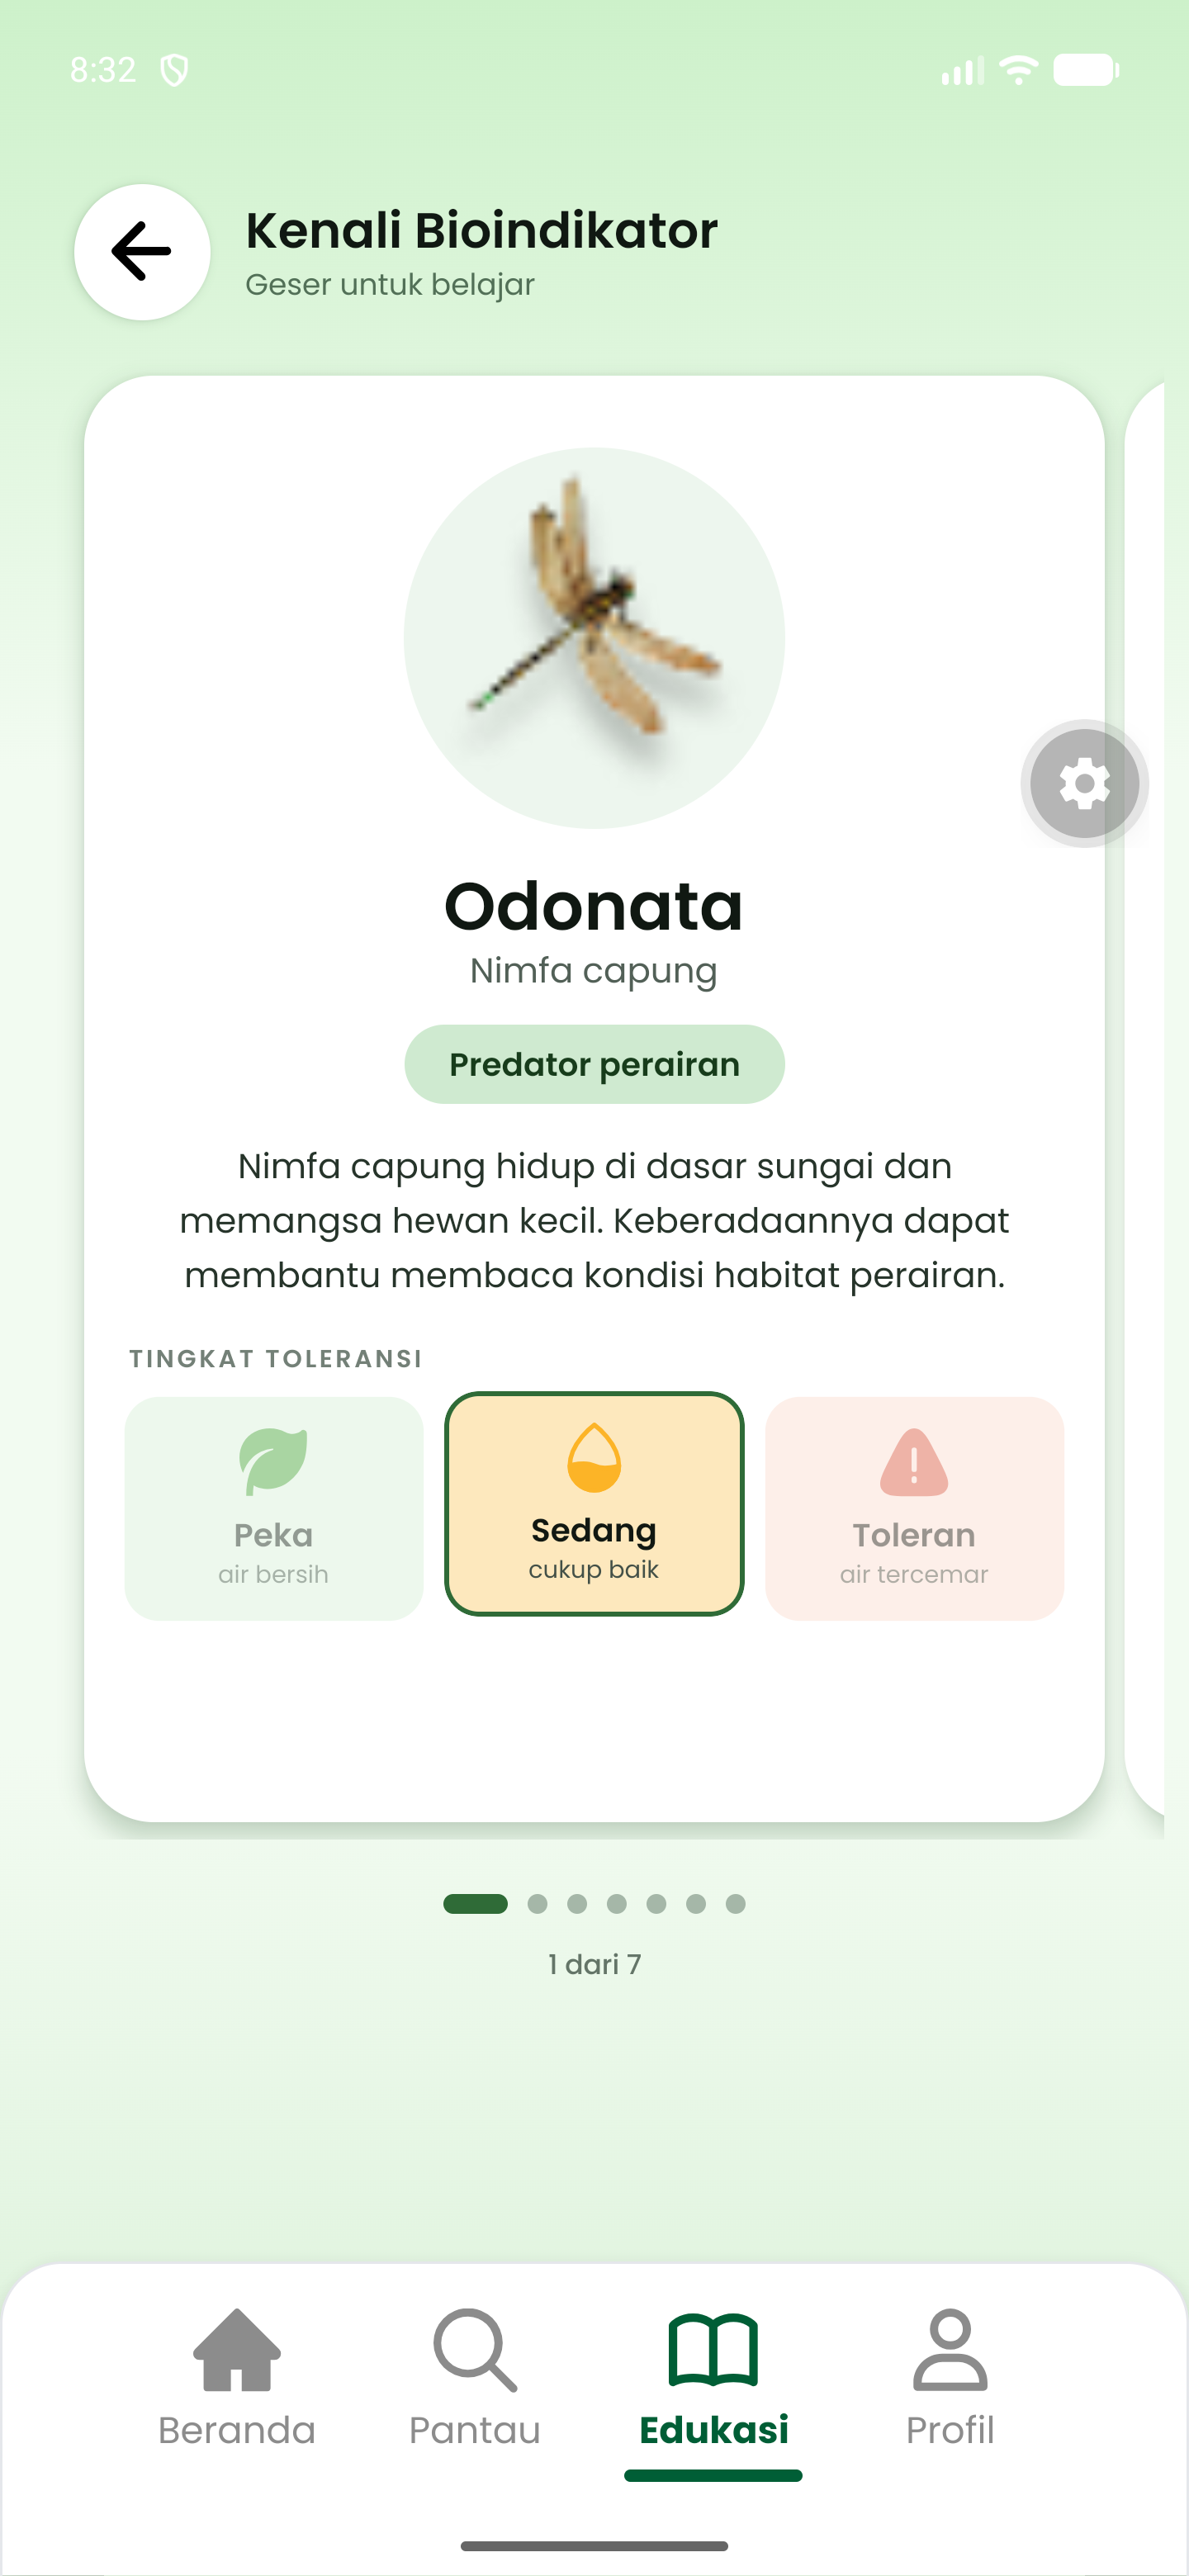 8:32
Kenali Bioindikator
Geser untuk belajar
Odonata
Nimfa capung
Predator perairan
Nimfa capung hidup di dasar sungai dan
memangsa hewan kecil. Keberadaannya dapat
membantu membaca kondisi habitat perairan.
TINGKAT TOLERANSI
Peka
air bersih
Sedang
cukup baik
Toleran
air tercemar
1 dari 7
Beranda
Pantau
Edukasi
Profil